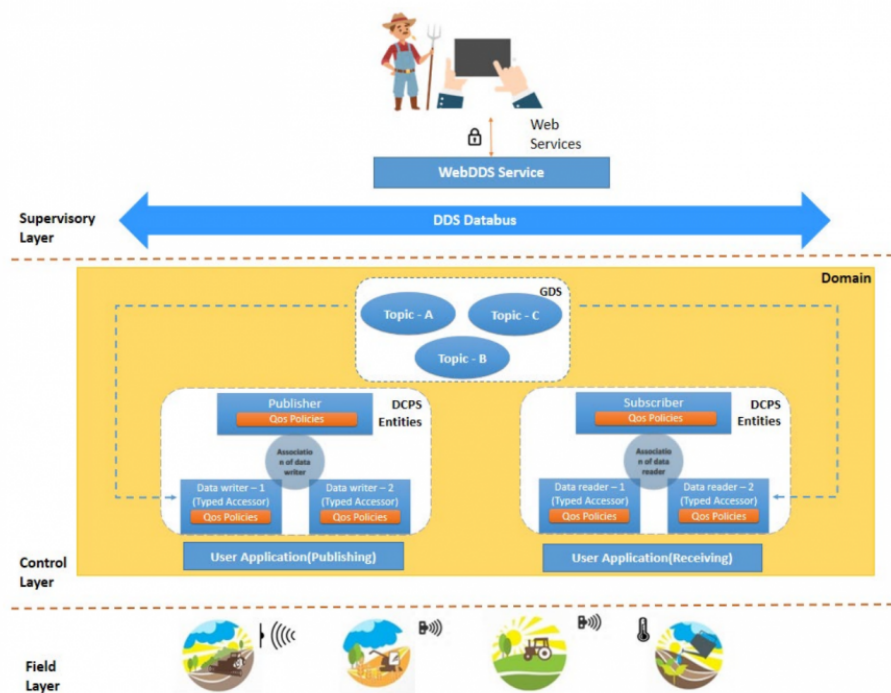 Web
Services
WebDDS Service
DDS Databus
Supervisory
Layer
Domain
GDS
Topic - A
Topic - C
Topic - B
Publisher
Qos Policies
DCPS
Entities
Associatio
n of data
writer
Data writer – 1
(Typed Accessor)
Qos Policies
Data writer – 2
(Typed Accessor)
Qos Policies
User Application(Publishing)
Subscriber
Qos Policies
DCPS
Entities
Associatio
n of data
reader
Data reader – 1
(Typed Accessor)
Qos Policies
Data reader – 2
(Typed Accessor)
Qos Policies
User Application(Receiving)
Control
Layer
Field
Layer